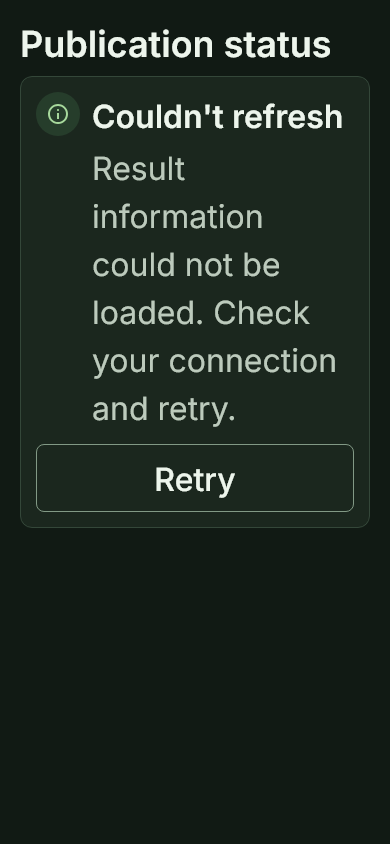 Publication status
Couldn't refresh
Result
information
could not be
loaded. Check
your connection
and retry.
Retry